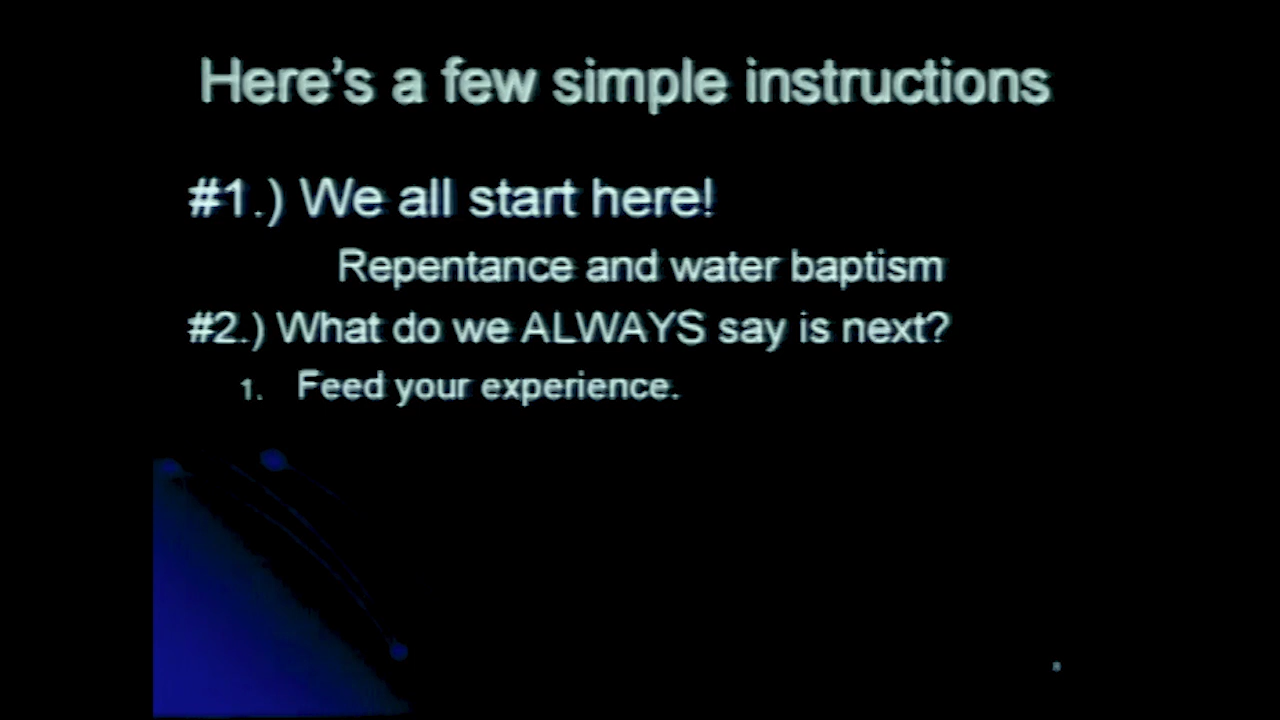 Here’s a few simple instructions
#1.) We all start here!
Repentance and water baptism
#2.) What do we ALWAYS say is next?
1. Feed your experience.